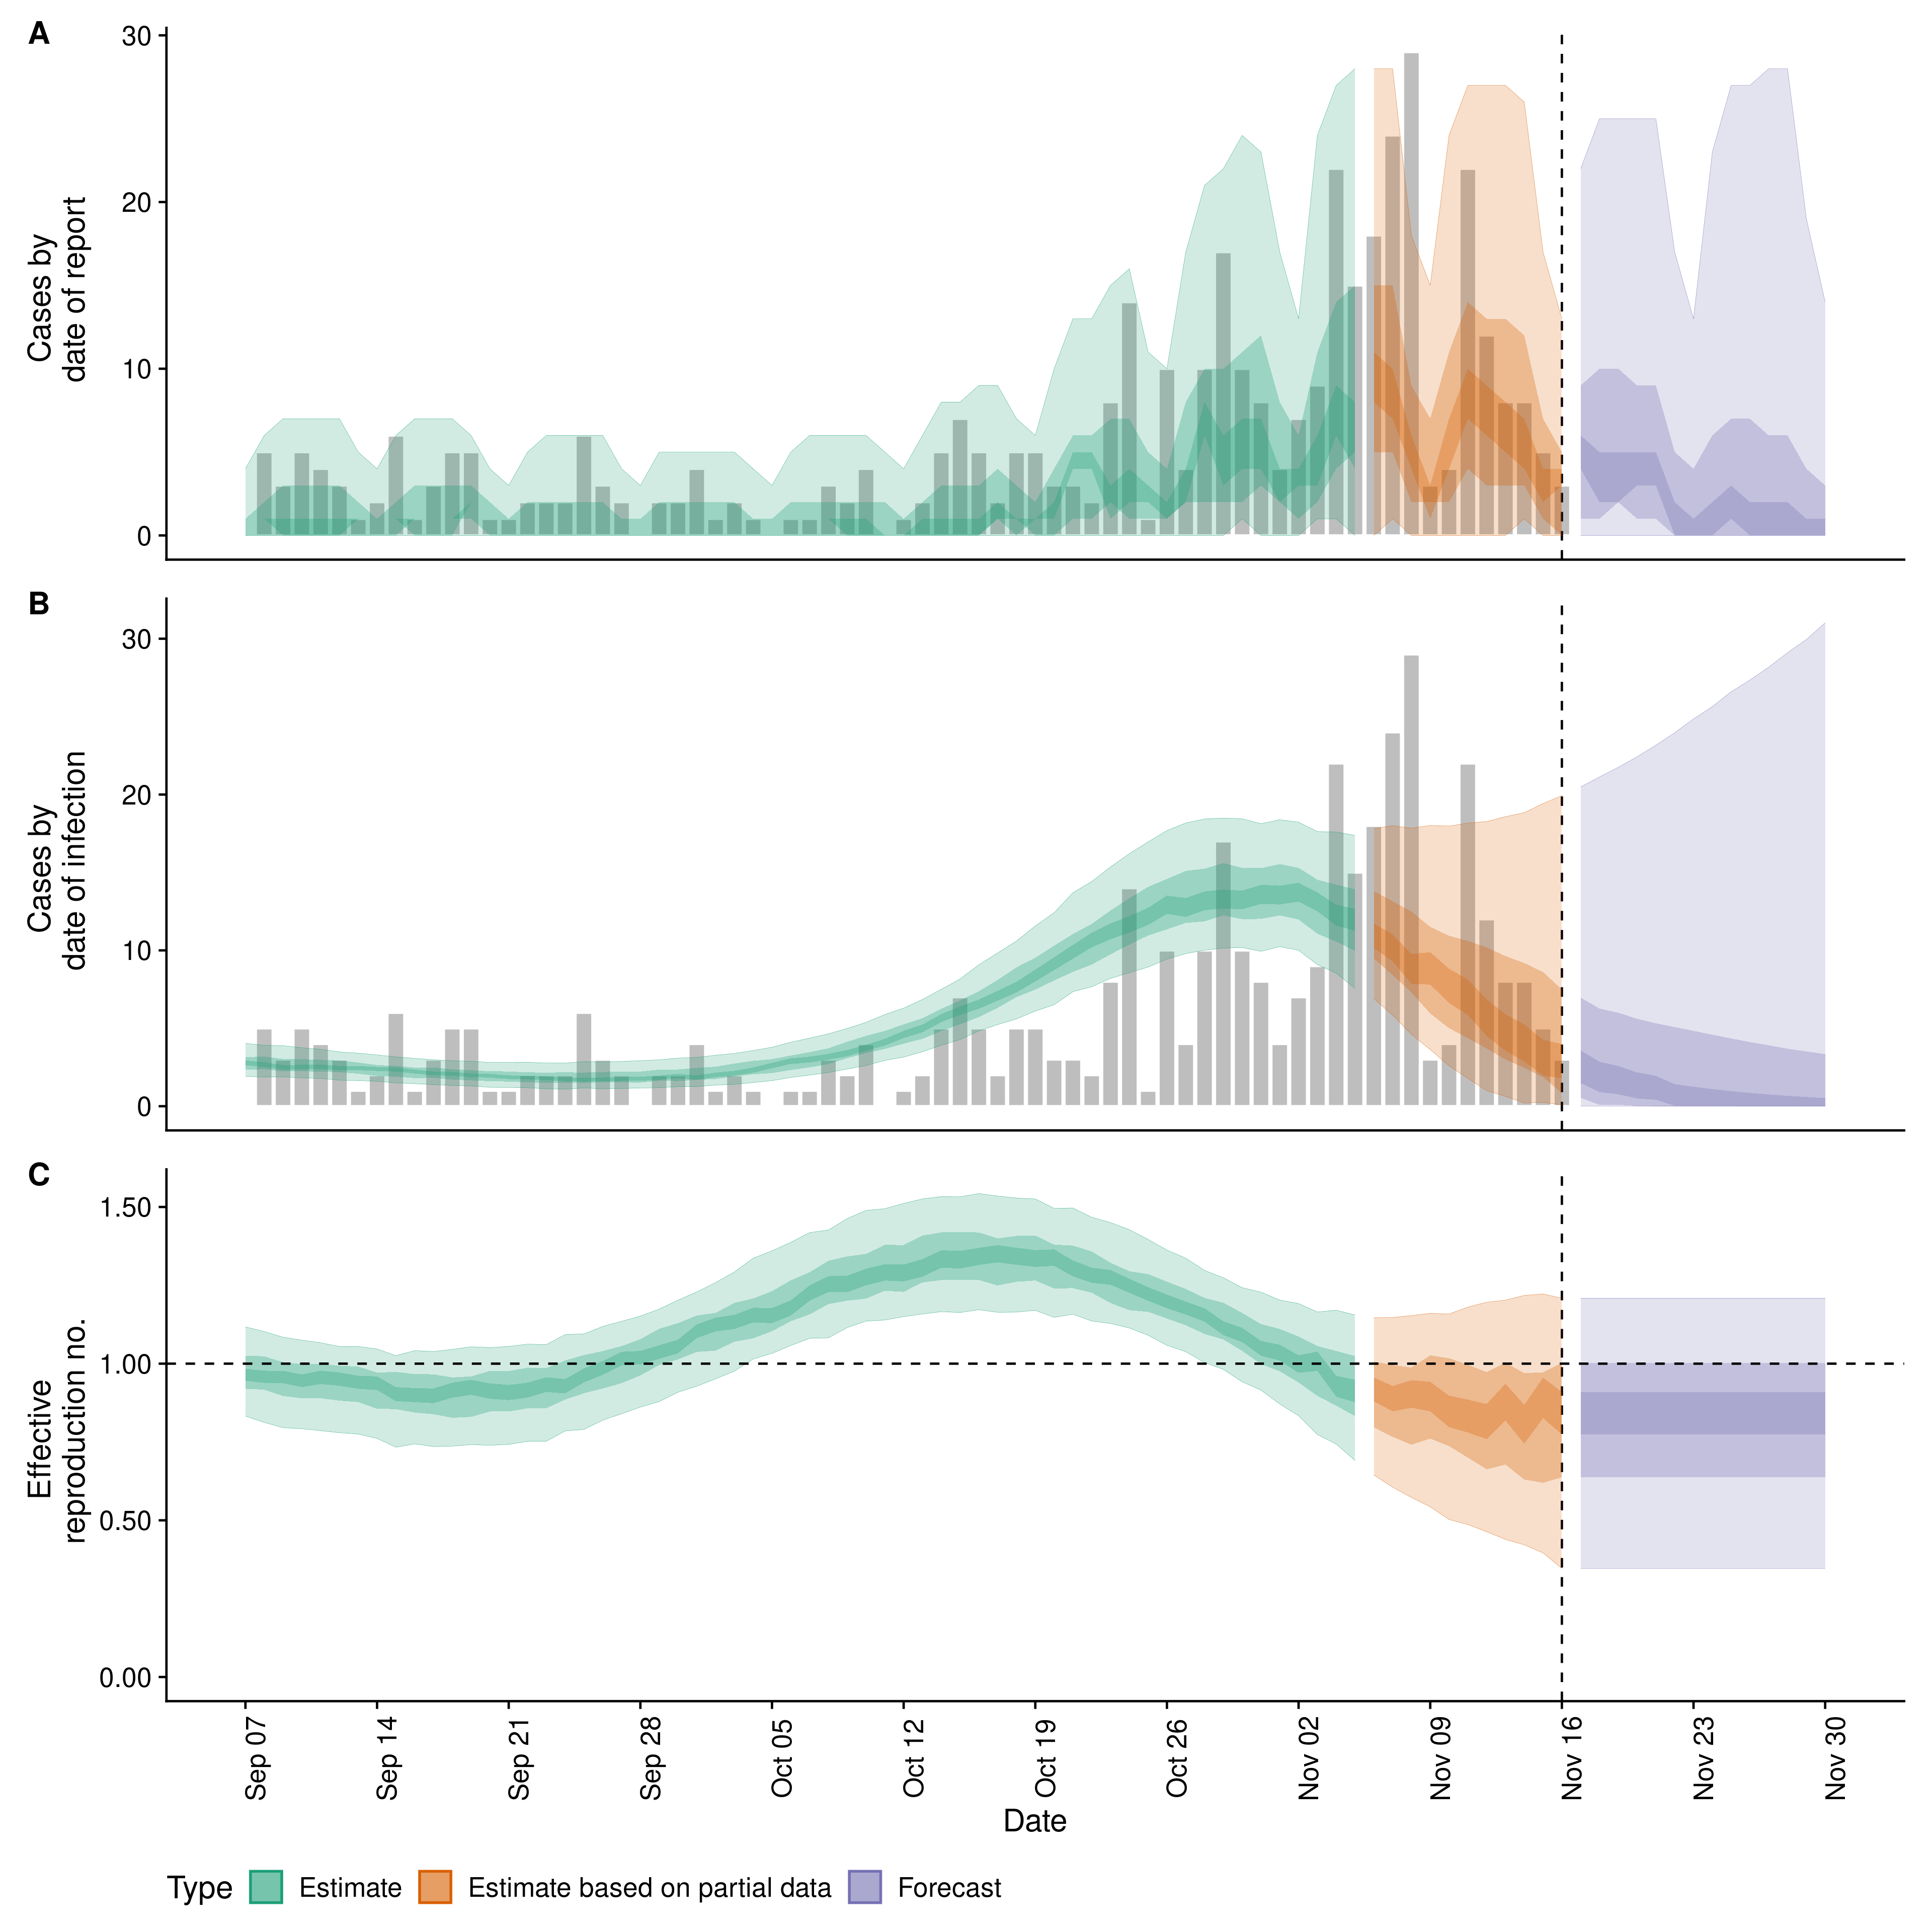 A
Cases by
date of report
30
20
10
0
B
Cases by
date of infection
30
20
10
0
C
Effective
reproduction no.
1.50
1.00
0.50
0.00
Sep 07
Sep 14
Sep 21
Sep 28
Oct 05
Oct 12
Oct 19
Oct 26
Nov 02
Nov 09
Nov 16
Nov 23
Nov 30
Date
Type Estimate Estimate based on partial data Forecast